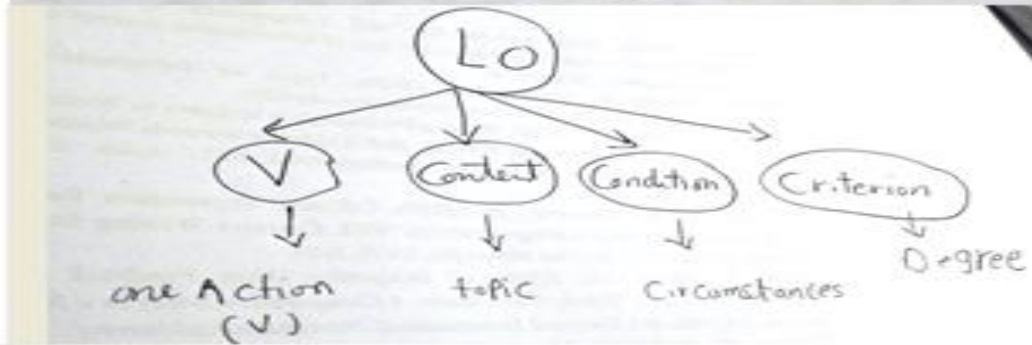 LO
V Content Condition Criterion
one Action topic Circumstances Degree
(V)